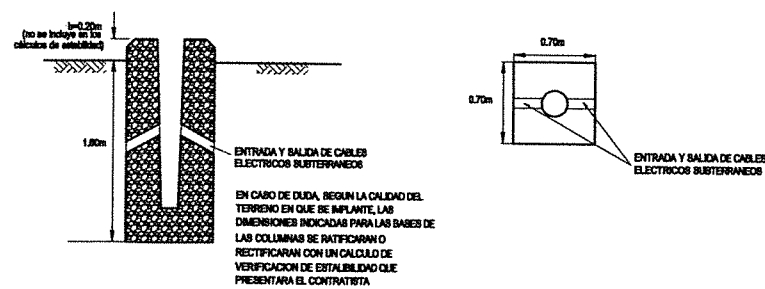 h=0.20m
(no se incluye en los
cálculos de estabilidad)
1.60m
ENTRADA Y SALIDA DE CABLES
ELECTRICOS SUBTERRANEOS
EN CASO DE DUDA, SEGUN LA CALIDAD DEL
TERRENO EN QUE SE IMPLANTE, LAS
DIMENSIONES INDICADAS PARA LAS BASES DE
LAS COLUMNAS SE RATIFICARAN O
RECTIFICARAN CON UN CALCULO DE
VERIFICACION DE ESTALIBILIDAD QUE
PRESENTARA EL CONTRATISTA
0.70m
0.70m
ENTRADA Y SALIDA DE CABLES
ELECTRICOS SUBTERRANEOS